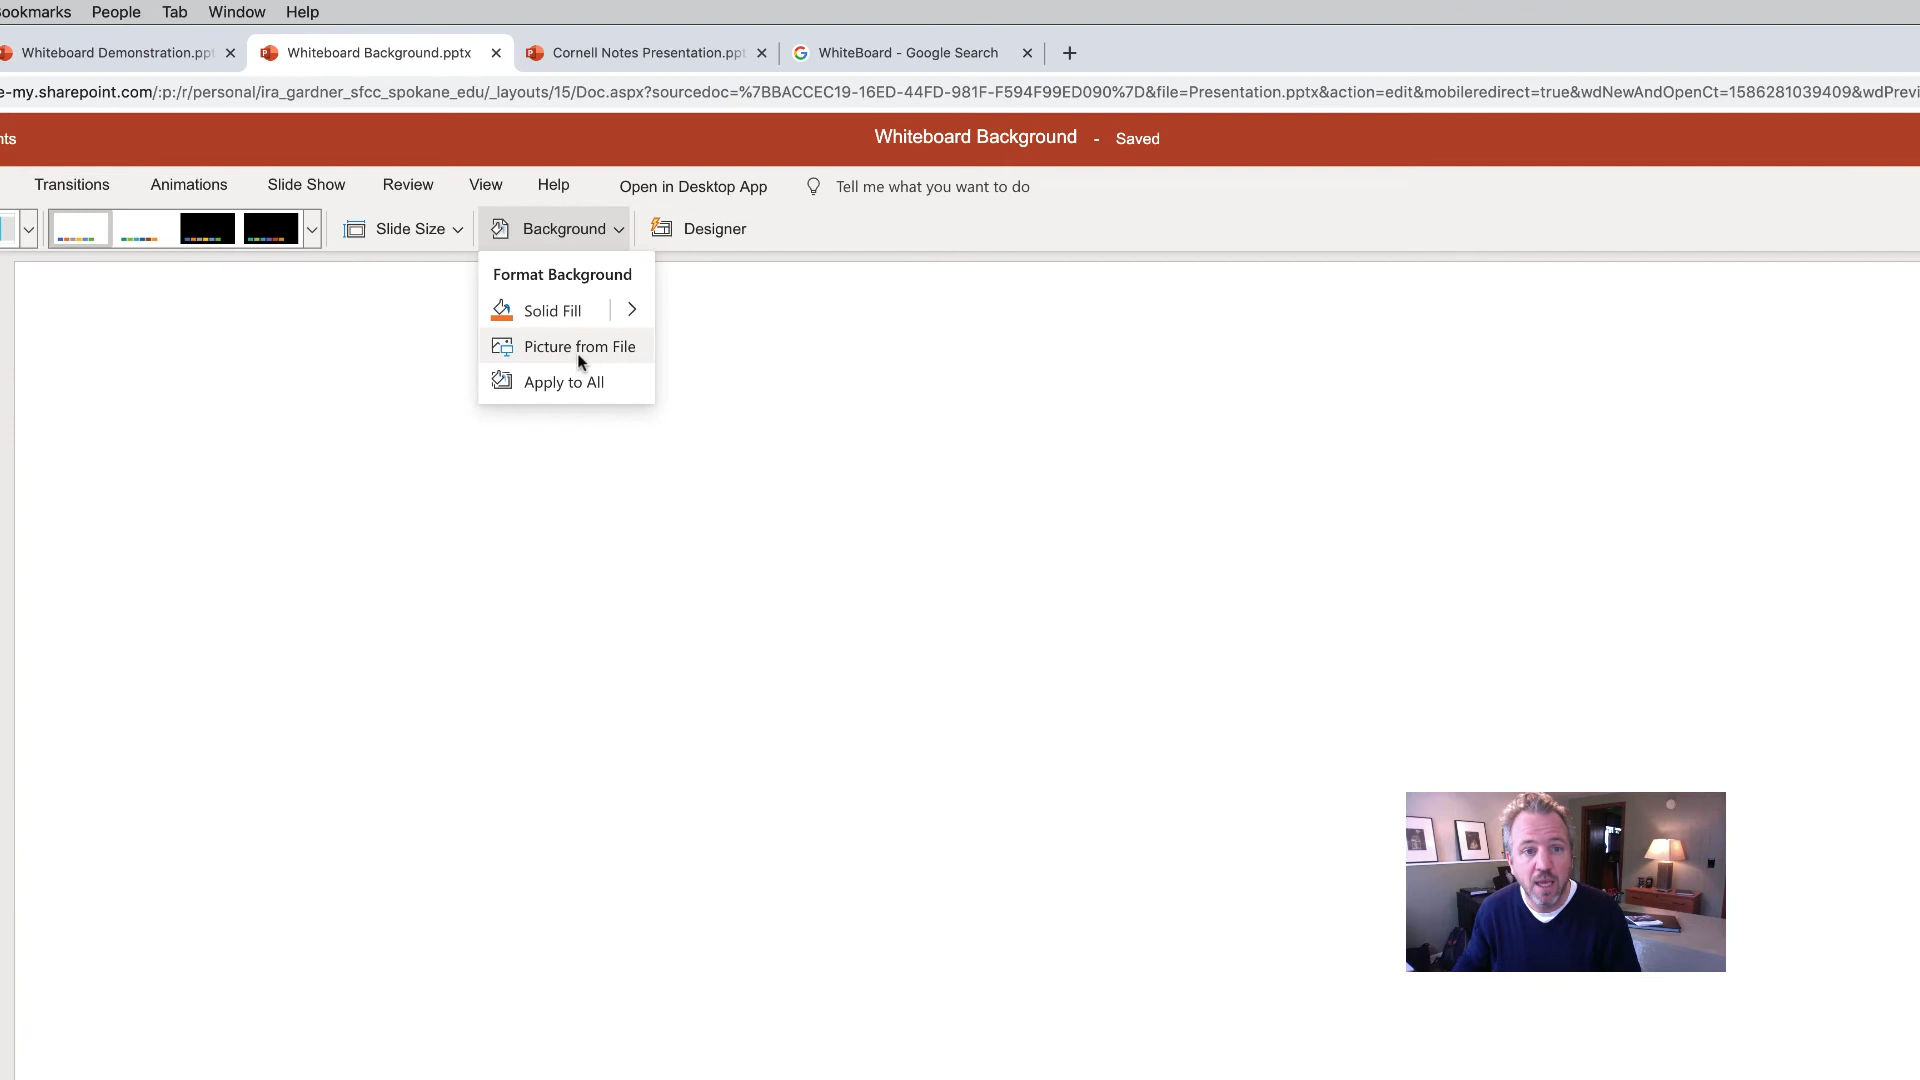 ookmarks People Tab Window Help
Whiteboard Demonstration.ppt Whiteboard Background.pptx Cornell Notes Presentation.ppt WhiteBoard - Google Search
e-my.sharepoint.com/:p:/r/personal/ira_gardner_sfcc_spokane_edu/_layouts/15/Doc.aspx?sourcedoc=%7BBACCEC19-16ED-44FD-981F-F594F99ED090%7D&file=Presentation.pptx&action=edit&mobileredirect=true&wdNewAndOpenCt=1586281039409&wdPrevi
nts Whiteboard Background - Saved
Transitions Animations Slide Show Review View Help Open in Desktop App Tell me what you want to do
Slide Size Background Designer
Format Background
Solid Fill
Picture from File
Apply to All